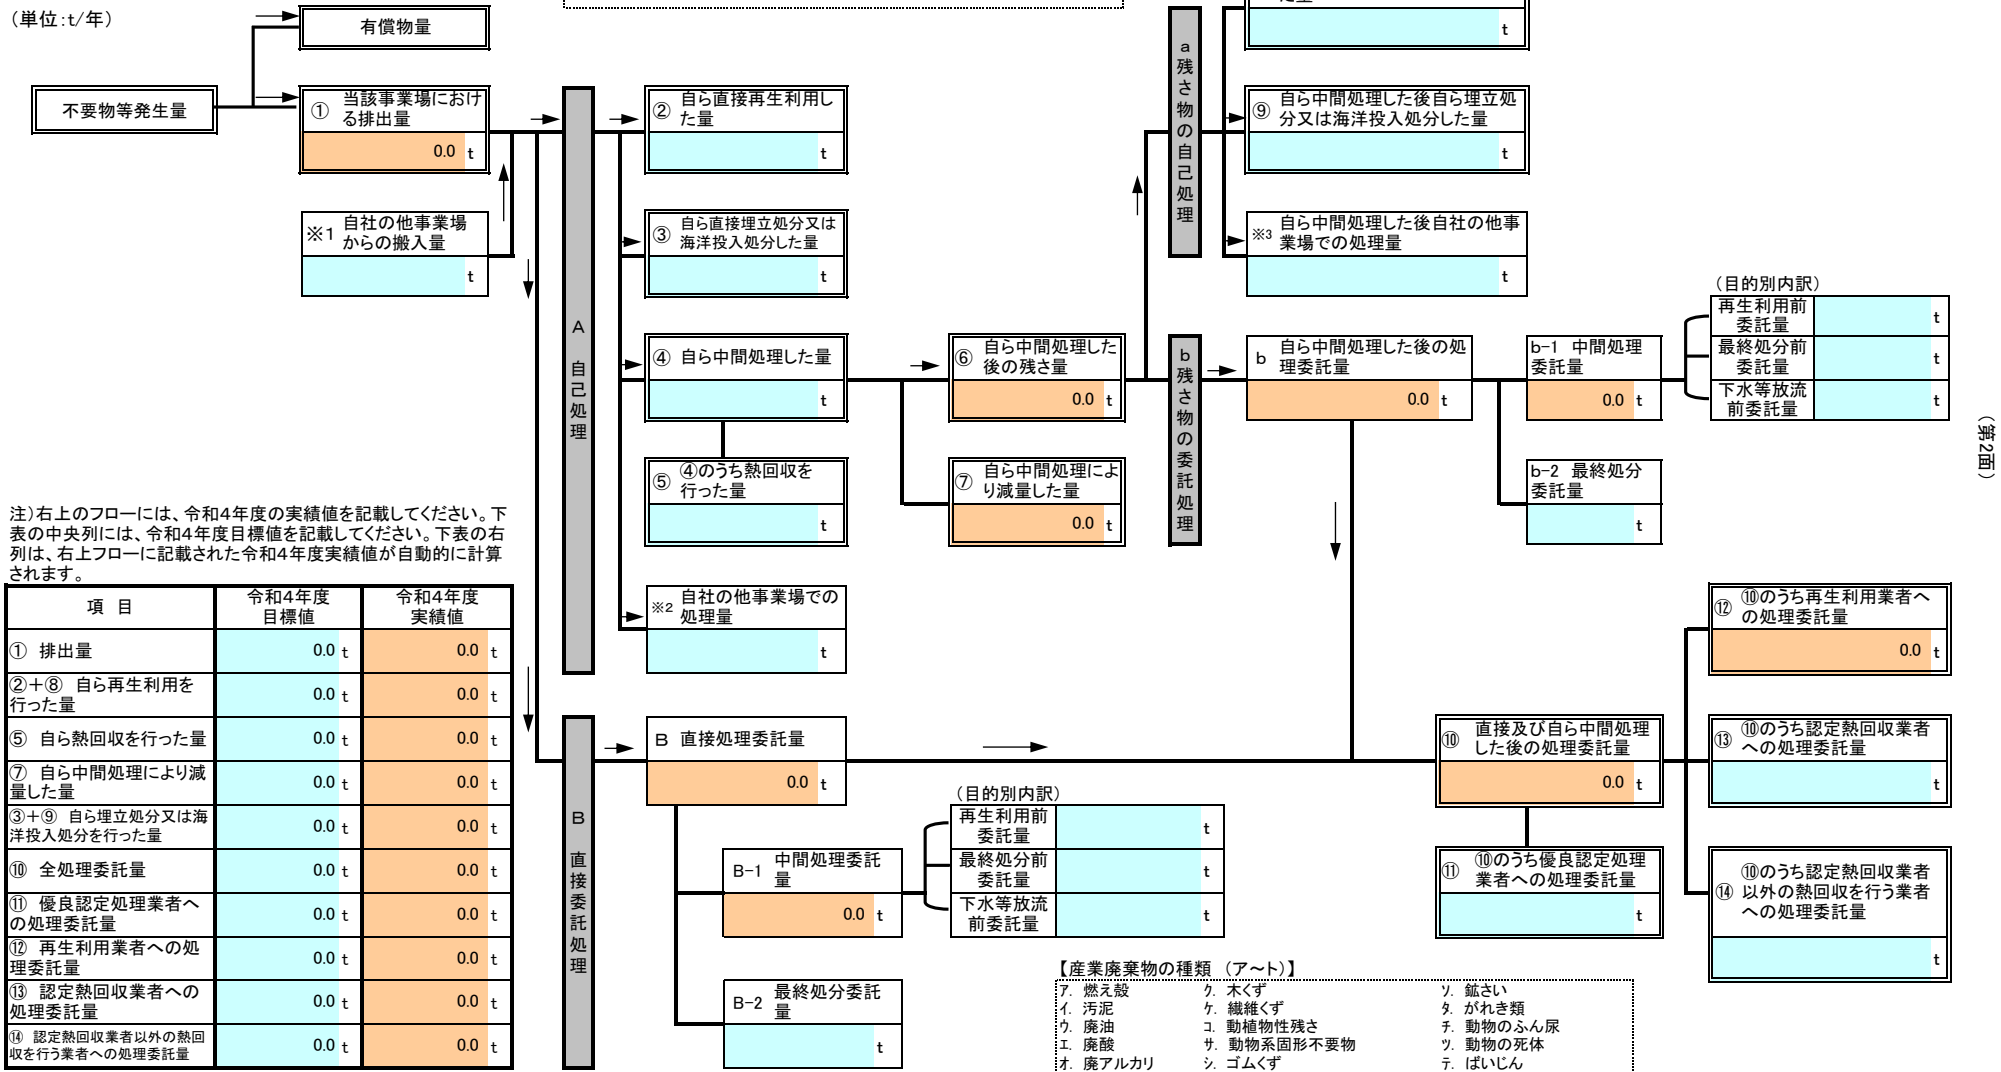 (単位:t/年)
有償物量
不要物等発生量
① 当該事業場におけ
る排出量
0.0 t
※1 自社の他事業場
からの搬入量
t
A 自己処理
② 自ら直接再生利用し
た量
t
③ 自ら直接埋立処分又は
海洋投入処分した量
t
④ 自ら中間処理した量
t
⑤ ④のうち熱回収を
行った量
t
※2 自社の他事業場での
処理量
t
⑥ 自ら中間処理した
後の残さ量
0.0 t
⑦ 自ら中間処理によ
り減量した量
0.0 t
a残さ物の自己処理
t
⑨ 自ら中間処理した後自ら埋立処
分又は海洋投入処分した量
t
※3 自ら中間処理した後自社の他事
業場での処理量
t
b残さ物の委託処理
b 自ら中間処理した後の処
理委託量
0.0 t
b-1 中間処理
委託量
0.0 t
(目的別内訳)
再生利用前
委託量
t
最終処分前
委託量
t
下水等放流
前委託量
t
b-2 最終処分
委託量
t
(第2面)
注)右上のフローには、令和4年度の実績値を記載してください。下
表の中央列には、令和4年度目標値を記載してください。下表の右
列は、右上フローに記載された令和4年度実績値が自動的に計算
されます。
項 目 令和4年度 目標値 令和4年度 実績値
① 排出量 0.0 t 0.0 t
②+⑧ 自ら再生利用を
行った量 0.0 t 0.0 t
⑤ 自ら熱回収を行った量 0.0 t 0.0 t
⑦ 自ら中間処理により減
量した量 0.0 t 0.0 t
③+⑨ 自ら埋立処分又は海
洋投入処分を行った量 0.0 t 0.0 t
⑩ 全処理委託量 0.0 t 0.0 t
⑪ 優良認定処理業者へ
の処理委託量 0.0 t 0.0 t
⑫ 再生利用業者への処
理委託量 0.0 t 0.0 t
⑬ 認定熱回収業者への
処理委託量 0.0 t 0.0 t
⑭ 認定熱回収業者以外の熱回
収を行う業者への処理委託量 0.0 t 0.0 t
B 直接委託処理
B 直接処理委託量
0.0 t
B-1 中間処理委託
量
0.0 t
(目的別内訳)
再生利用前
委託量
t
最終処分前
委託量
t
下水等放流
前委託量
t
B-2 最終処分委託
量
t
⑩ 直接及び自ら中間処理
した後の処理委託量
0.0 t
⑪ ⑩のうち優良認定処理
業者への処理委託量
t
⑫ ⑩のうち再生利用業者へ
の処理委託量
0.0 t
⑬ ⑩のうち認定熱回収業者
への処理委託量
t
⑭ ⑩のうち認定熱回収業者
以外の熱回収を行う業者
への処理委託量
t
【産業廃棄物の種類 (ア~ト)】
ア. 燃え殻 ク. 木くず ソ. 鉱さい
イ. 汚泥 ケ. 繊維くず タ. がれき類
ウ. 廃油 コ. 動植物性残さ チ. 動物のふん尿
エ. 廃酸 サ. 動物系固形不要物 ツ. 動物の死体
オ. 廃アルカリ シ. ゴムくず テ. ばいじん